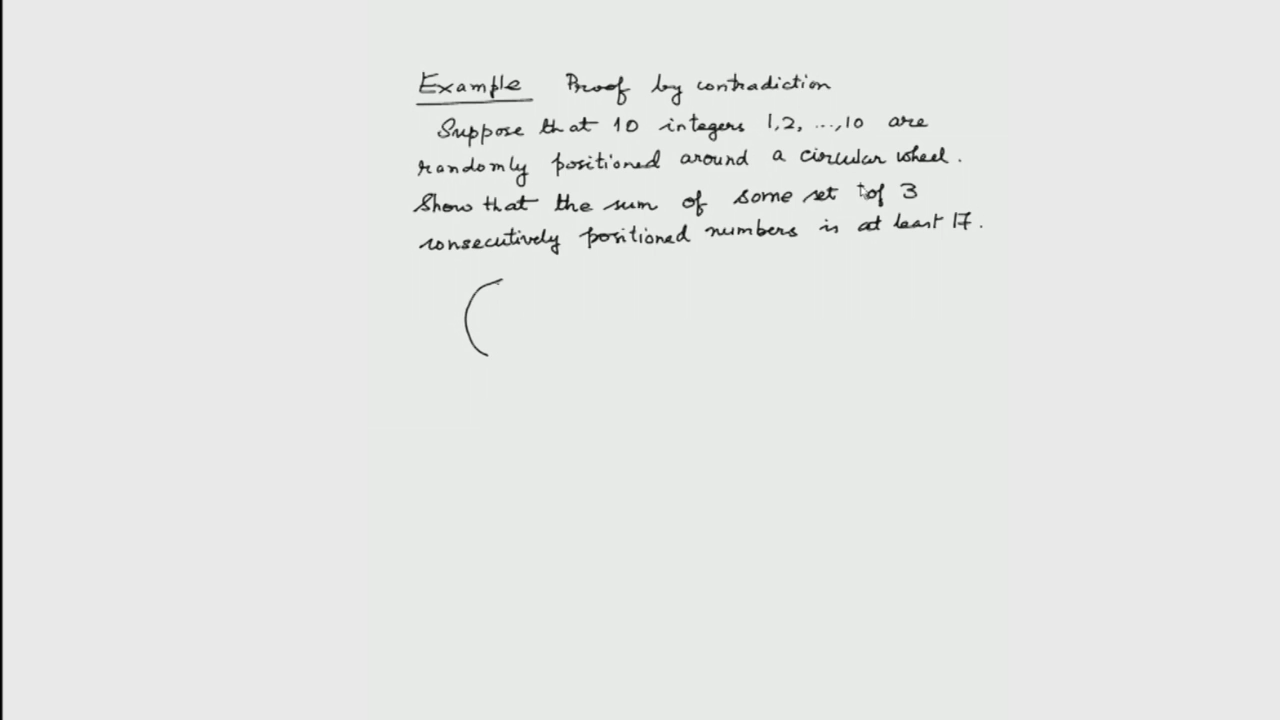 Example Proof by contradiction
Suppose that 10 integers 1,2, ...,10 are
randomly positioned around a circular wheel.
Show that the sum of some set of 3
consecutively positioned numbers is at least 17.